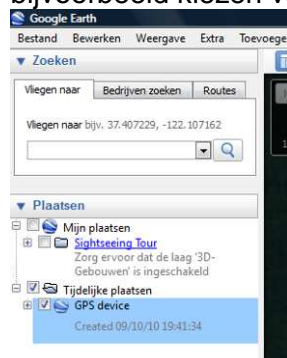 bijvoorbeeld kiezen v
Google Earth
Bestand Bewerken Weergave Extra Toevoege
Zoeken
Vliegen naar Bedrijven zoeken Routes
Vliegen naar bijv. 37.407229, -122.107162
Plaatsen
Mijn plaatsen
Sightseeing Tour
Zorg ervoor dat de laag '3D-
Gebouwen' is ingeschakeld
Tijdelijke plaatsen
GPS device
Created 09/10/10 19:41:34